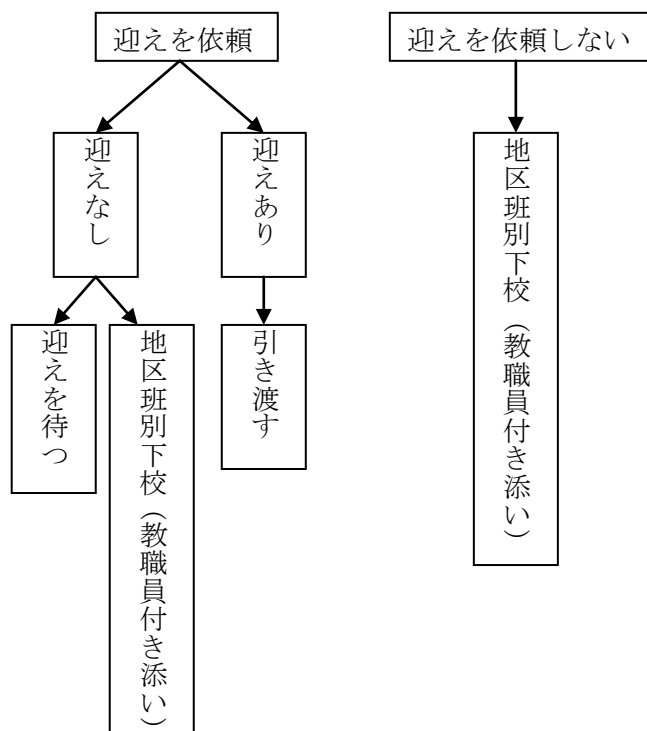 迎えを依頼
迎えを依頼しない
迎えなし
迎えあり
地区班別下校（教職員付き添い）
迎えを待つ
地区班別下校（教職員付き添い）
引き渡す